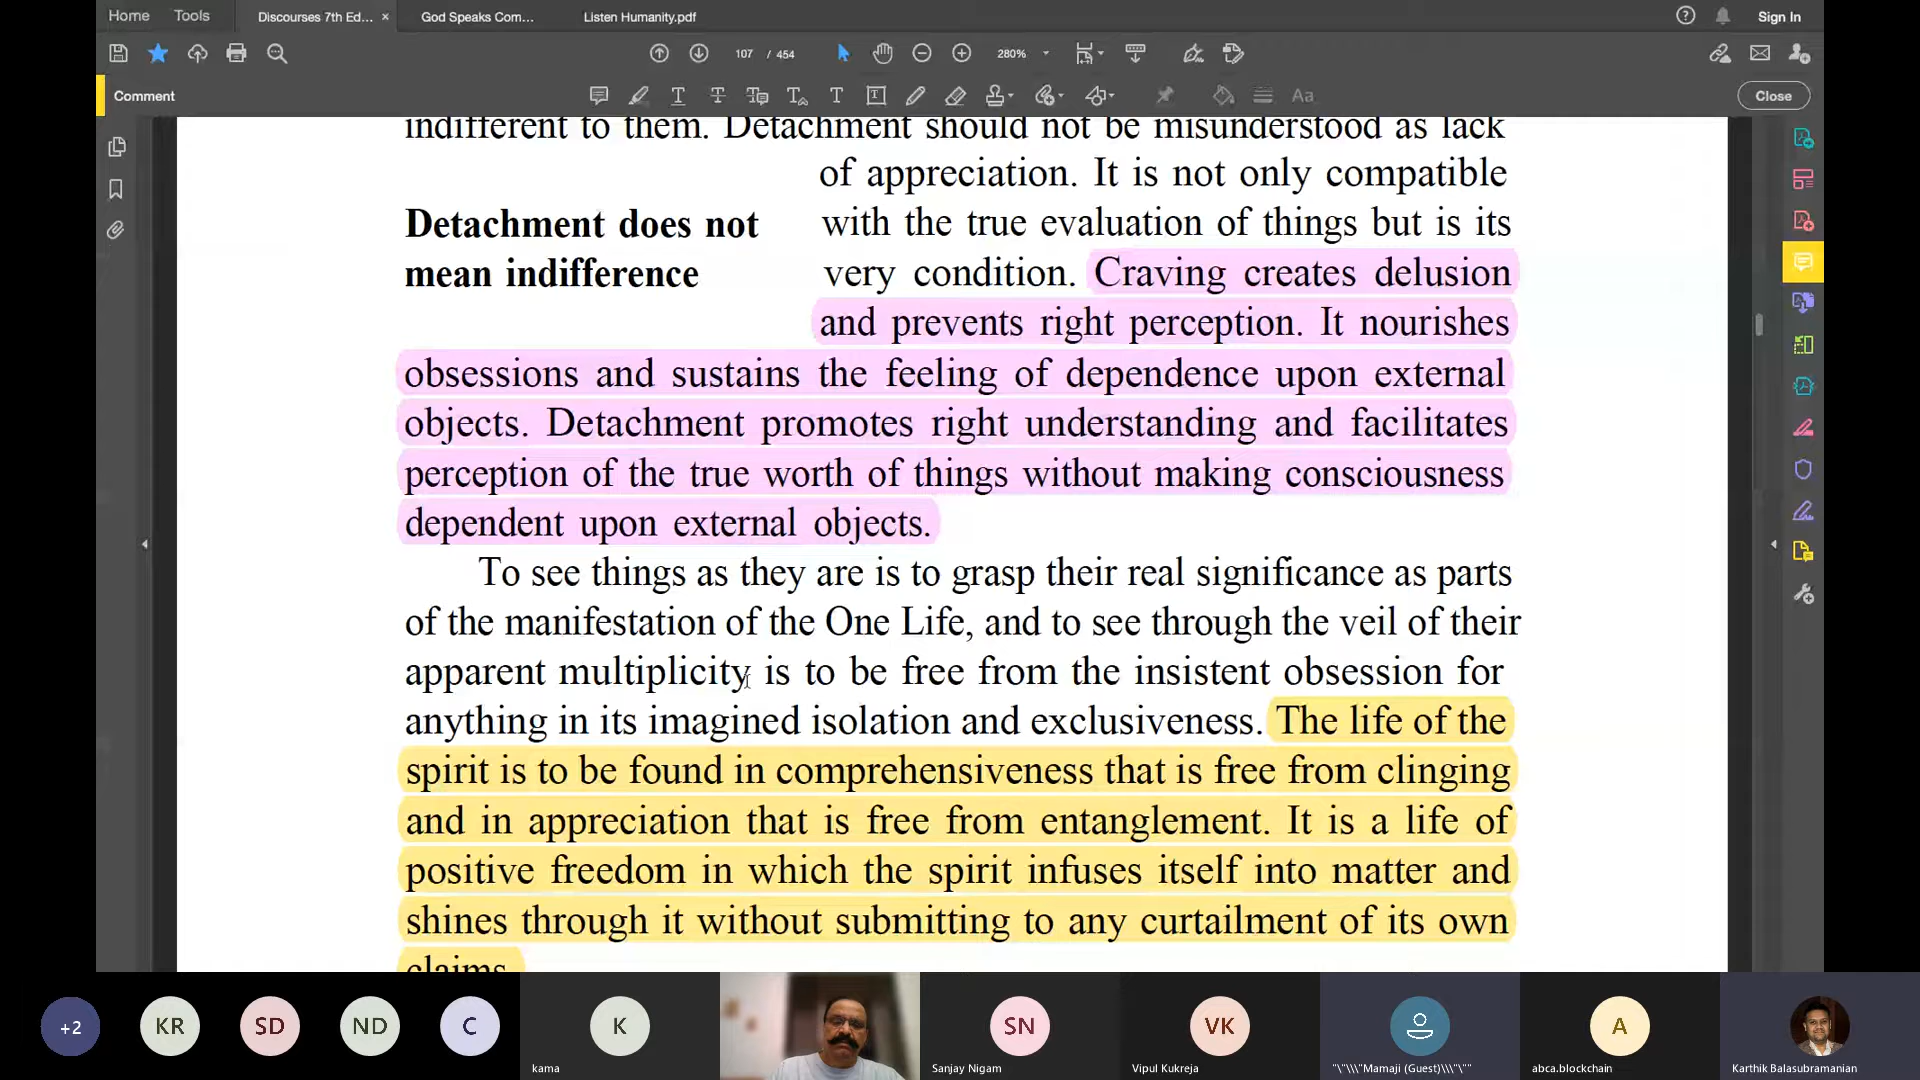 Home Tools Discourses 7th Ed... × God Speaks Com... Listen Humanity.pdf Sign In
107 / 454 280%
Comment Close
indifferent to them. Detachment should not be misunderstood as lack
of appreciation. It is not only compatible
Detachment does not with the true evaluation of things but is its
mean indifference very condition. Craving creates delusion
and prevents right perception. It nourishes
obsessions and sustains the feeling of dependence upon external
objects. Detachment promotes right understanding and facilitates
perception of the true worth of things without making consciousness
dependent upon external objects.
To see things as they are is to grasp their real significance as parts
of the manifestation of the One Life, and to see through the veil of their
apparent multiplicity is to be free from the insistent obsession for
anything in its imagined isolation and exclusiveness. The life of the
spirit is to be found in comprehensiveness that is free from clinging
and in appreciation that is free from entanglement. It is a life of
positive freedom in which the spirit infuses itself into matter and
shines through it without submitting to any curtailment of its own
claims.
+2 KR SD ND C K SN VK A
kama Sanjay Nigam Vipul Kukreja "\"\\\"Mamaji (Guest)\\\"\"" abca.blockchain Karthik Balasubramanian